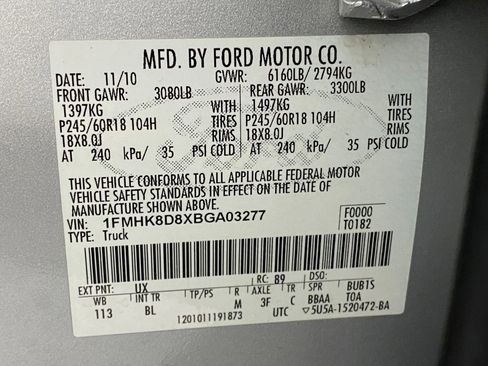 MFD. BY FORD MOTOR CO.
DATE: 11/10 GVWR: 6160LB/ 2794KG
FRONT GAWR: 3080LB REAR GAWR: 3300LB
1397KG WITH 1497KG WITH
P245/60R18 104H TIRES P245/60R18 104H TIRES
18X8.0J RIMS 18X8.0J RIMS
AT 240 kPa/ 35 PSI COLD AT 240 kPa/ 35 PSI COLD
THIS VEHICLE CONFORMS TO ALL APPLICABLE FEDERAL MOTOR
VEHICLE SAFETY STANDARDS IN EFFECT ON THE DATE OF
MANUFACTURE SHOWN ABOVE.
VIN: 1FMHK8D8XBGA03277 F0000
TYPE: Truck T0182
EXT PNT: UX RC: 89 DSO:
WB INT TR TP/PS R AXLE TR SPR BUB1S
113 BL M 3F C BBAA TOA
1201011191873 UTC ▽5U5A-1520472-BA